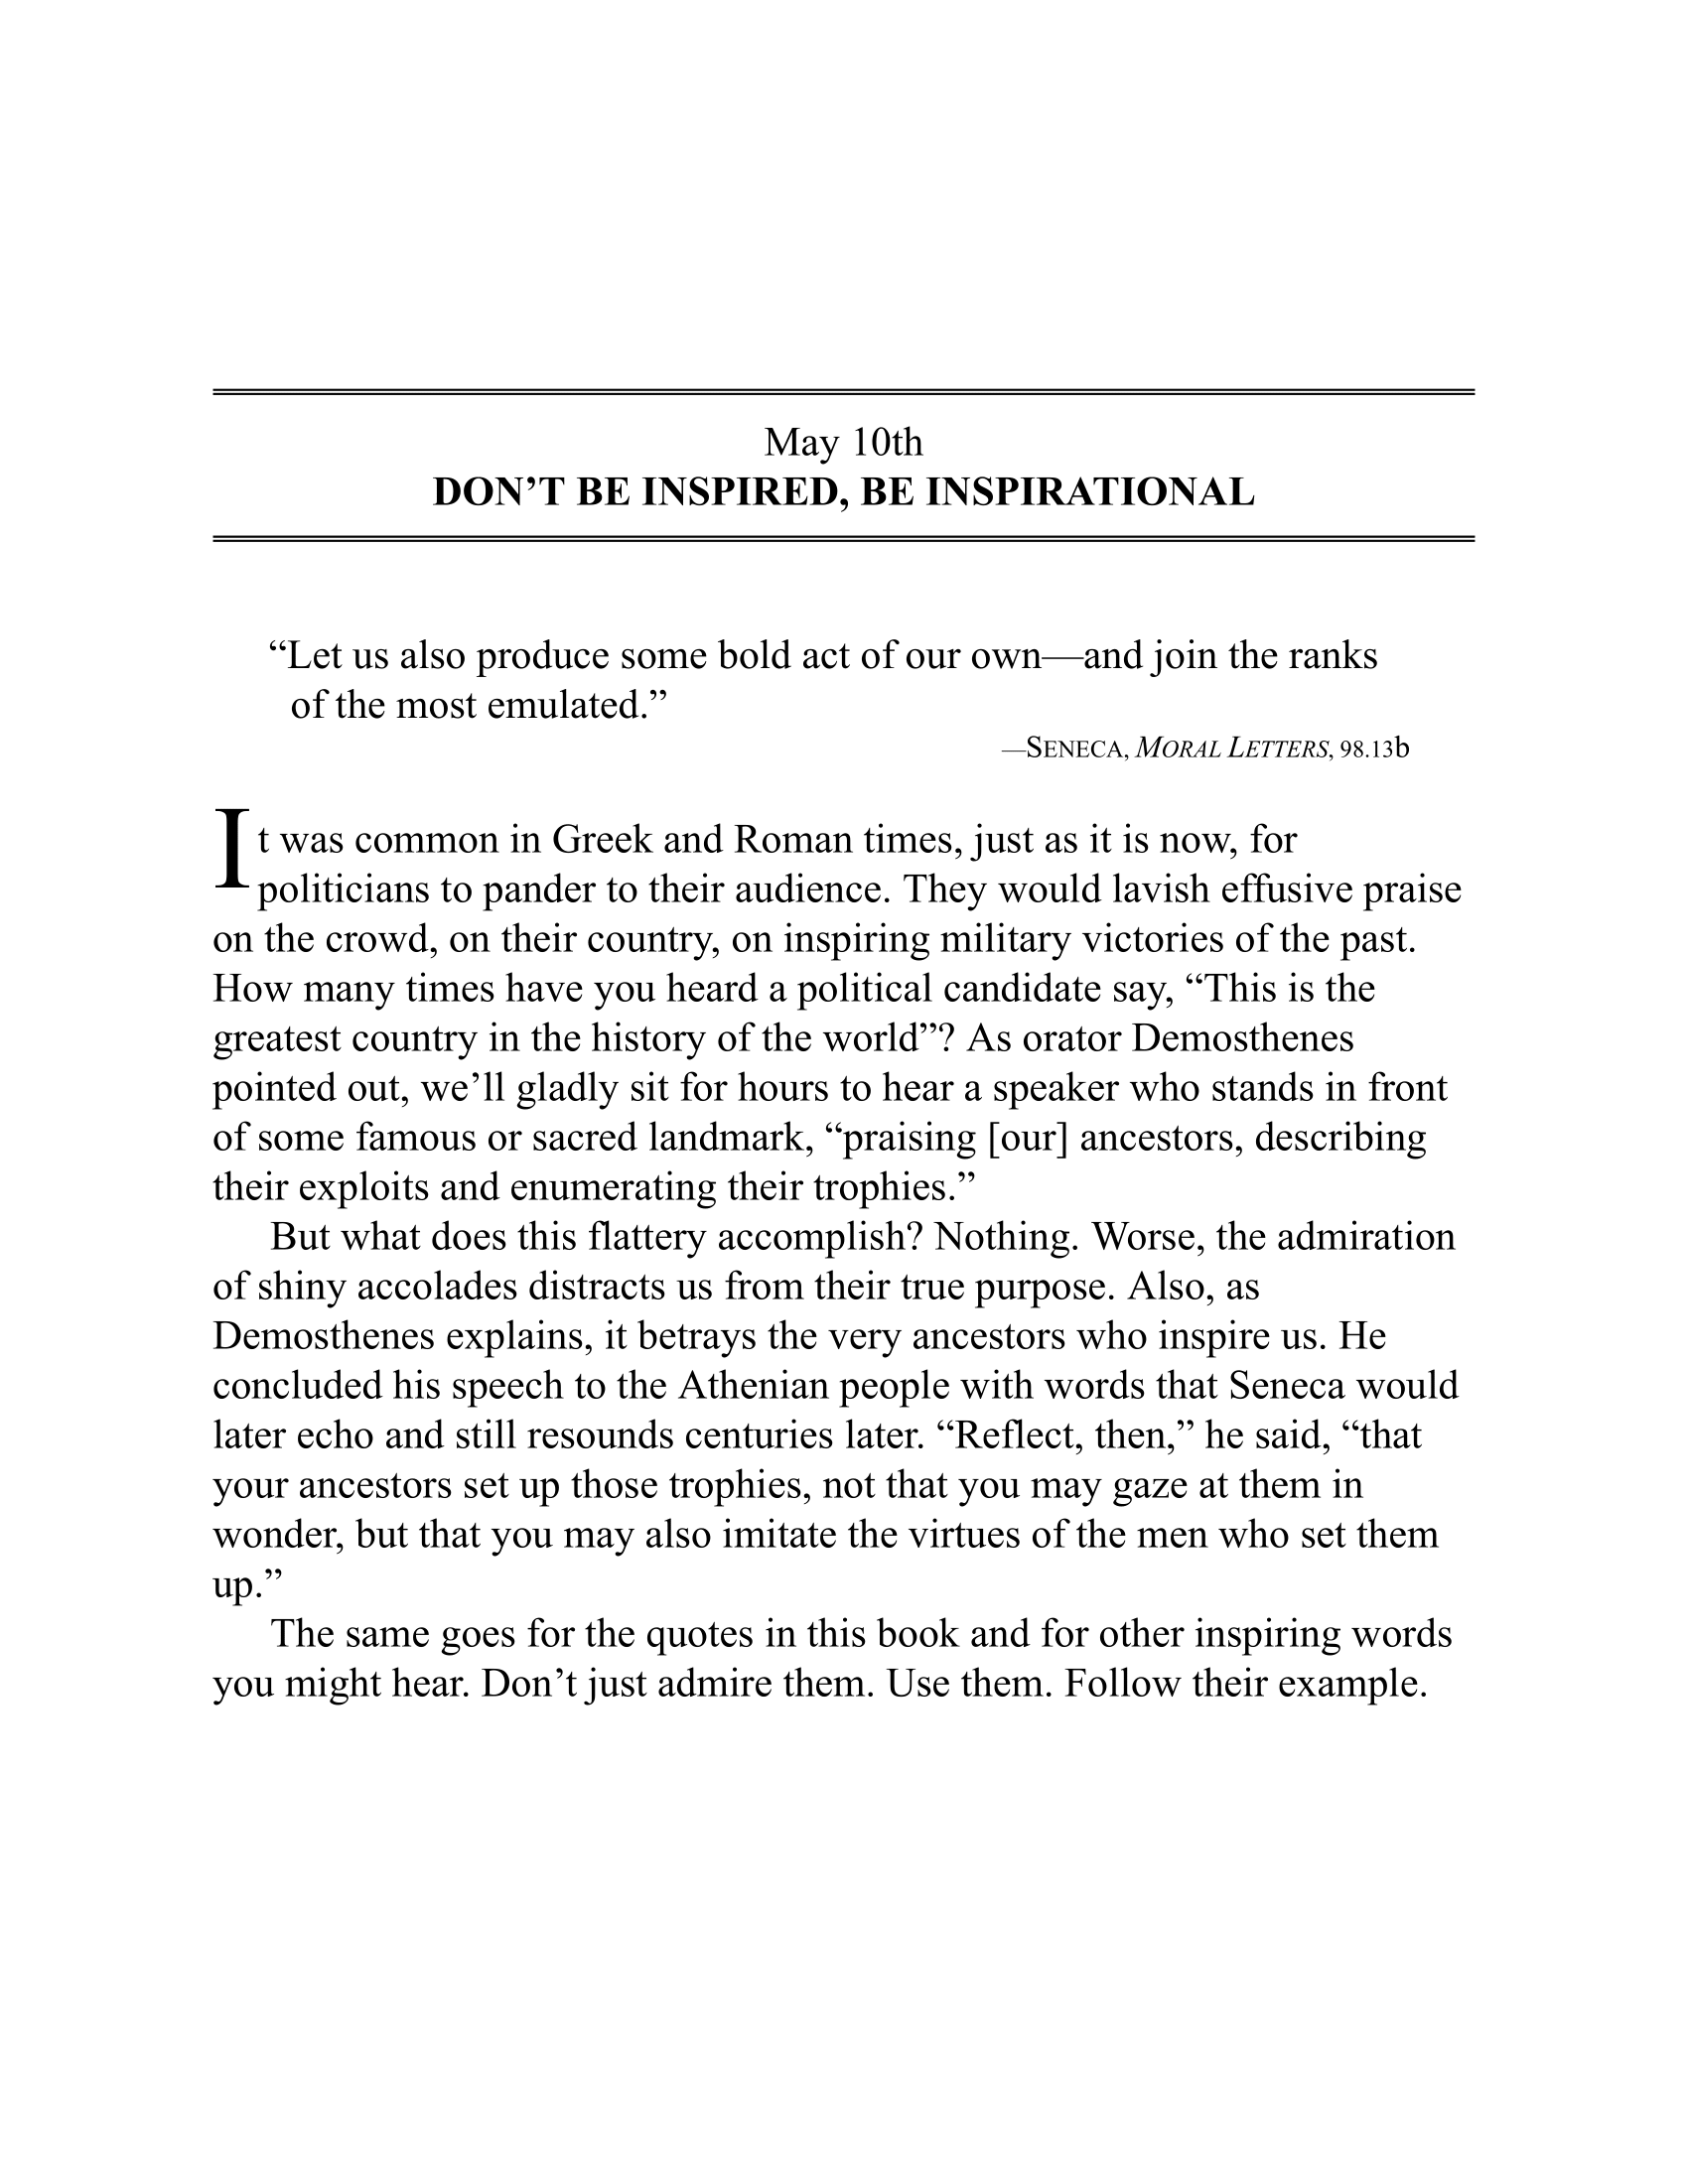 May 10th
DON’T BE INSPIRED, BE INSPIRATIONAL
“Let us also produce some bold act of our own—and join the ranks
of the most emulated.”
—SENECA, MORAL LETTERS, 98.13b
It was common in Greek and Roman times, just as it is now, for
politicians to pander to their audience. They would lavish effusive praise
on the crowd, on their country, on inspiring military victories of the past.
How many times have you heard a political candidate say, “This is the
greatest country in the history of the world”? As orator Demosthenes
pointed out, we’ll gladly sit for hours to hear a speaker who stands in front
of some famous or sacred landmark, “praising [our] ancestors, describing
their exploits and enumerating their trophies.”
But what does this flattery accomplish? Nothing. Worse, the admiration
of shiny accolades distracts us from their true purpose. Also, as
Demosthenes explains, it betrays the very ancestors who inspire us. He
concluded his speech to the Athenian people with words that Seneca would
later echo and still resounds centuries later. “Reflect, then,” he said, “that
your ancestors set up those trophies, not that you may gaze at them in
wonder, but that you may also imitate the virtues of the men who set them
up.”
The same goes for the quotes in this book and for other inspiring words
you might hear. Don’t just admire them. Use them. Follow their example.